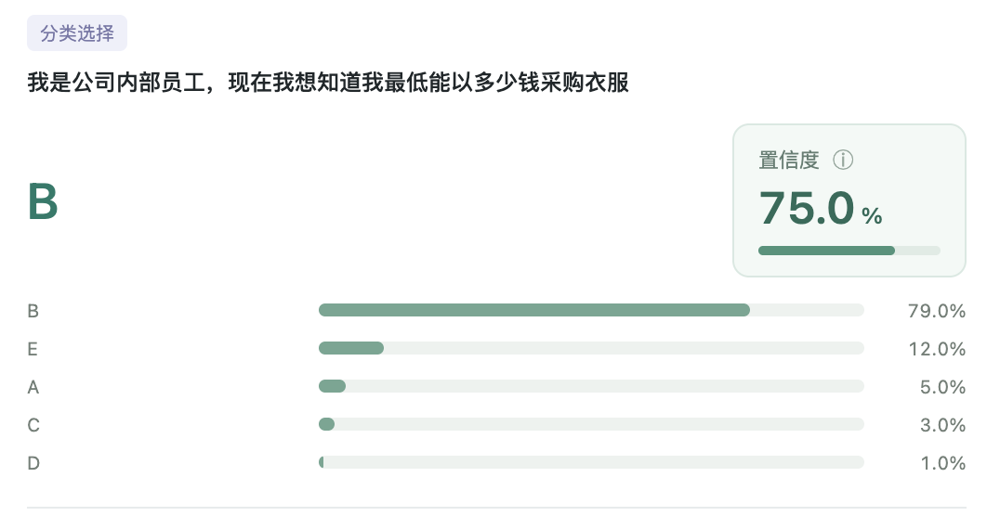 分类选择
我是公司内部员工，现在我想知道我最低能以多少钱采购衣服
B
置信度 ⓘ
75.0 %
B 79.0%
E 12.0%
A 5.0%
C 3.0%
D 1.0%